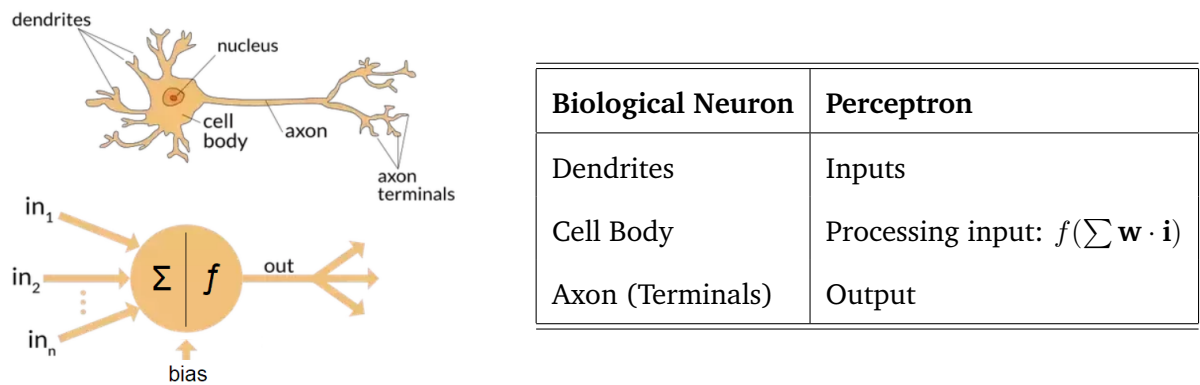 dendrites
nucleus
cell
body
axon
axon
terminals
in₁
in₂
inₙ
Σ
f
out
bias
Biological Neuron Perceptron
Dendrites Inputs
Cell Body Processing input: f(∑ w · i)
Axon (Terminals) Output